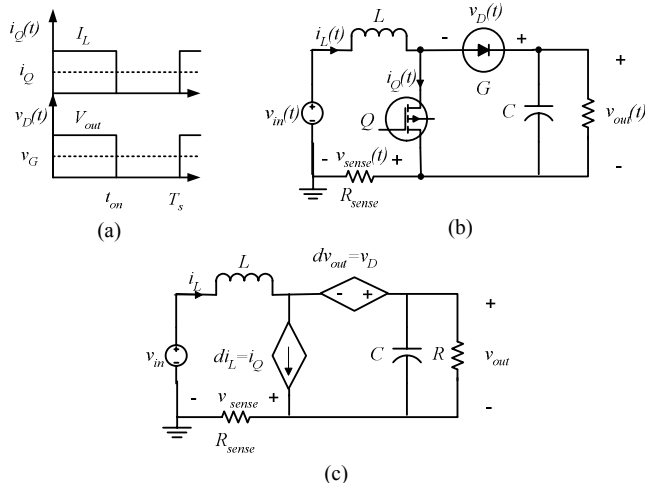 i_Q(t)
I_L
i_Q
v_D(t)
V_out
v_G
t_on T_s
(a)
v_D(t)
i_L(t) L - +
i_Q(t) G +
v_in(t) + - Q C v_out(t)
- v_sense(t) + -
R_sense
(b)
dv_out=v_D
i_L L - + +
v_in + - di_L=i_Q C R v_out
- v_sense + -
R_sense
(c)